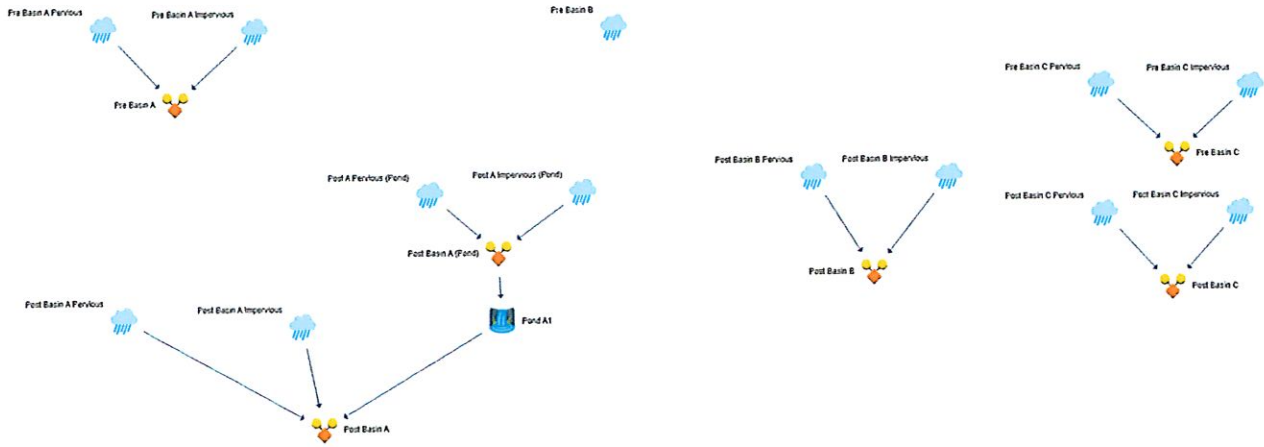 Pre Basin A Pervious
Pre Basin A Impervious
Pre Basin A
Pre Basin B
Pre Basin C Pervious
Pre Basin C Impervious
Pre Basin C
Post A Pervious (Pond)
Post A Impervious (Pond)
Post Basin A (Pond)
Pond A1
Post Basin A Pervious
Post Basin A Impervious
Post Basin A
Post Basin B Pervious
Post Basin B Impervious
Post Basin B
Post Basin C Pervious
Post Basin C Impervious
Post Basin C